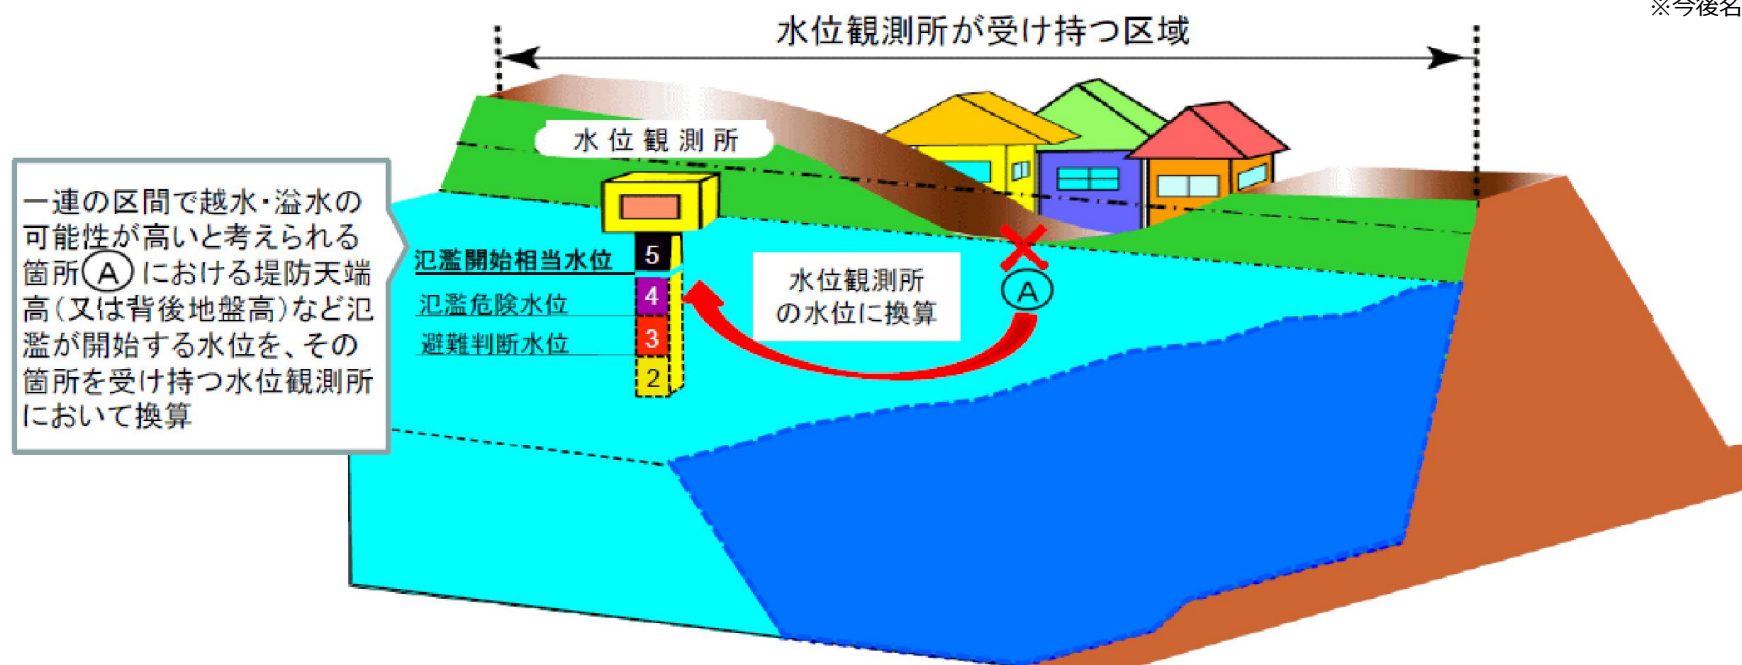 ※今後名
水位観測所が受け持つ区域
水位観測所
一連の区間で越水・溢水の
可能性が高いと考えられる
箇所Ⓐにおける堤防天端
高(又は背後地盤高)など氾
濫が開始する水位を、その
箇所を受け持つ水位観測所
において換算
氾濫開始相当水位
5
氾濫危険水位
4
避難判断水位
3
2
水位観測所
の水位に換算
Ⓐ